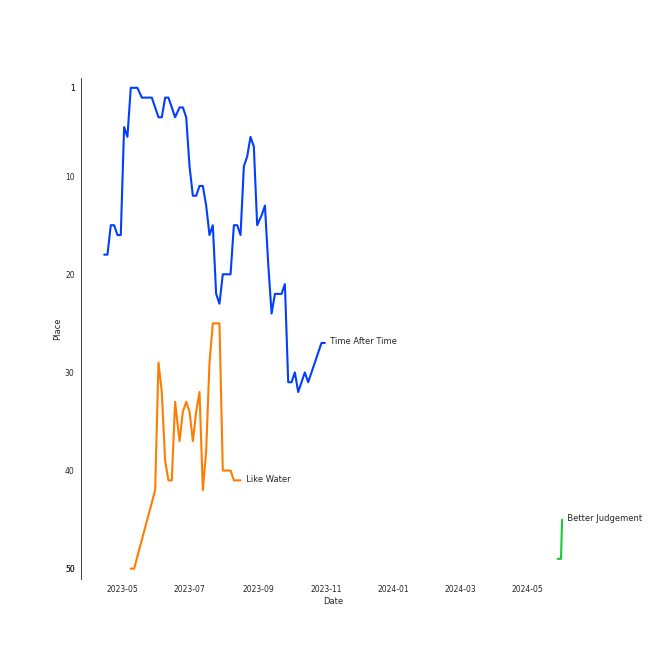 1
10
20
30
40
50
Place
Time After Time
Like Water
Better Judgement
2023-05
2023-07
2023-09
2023-11
2024-01
2024-03
2024-05
Date